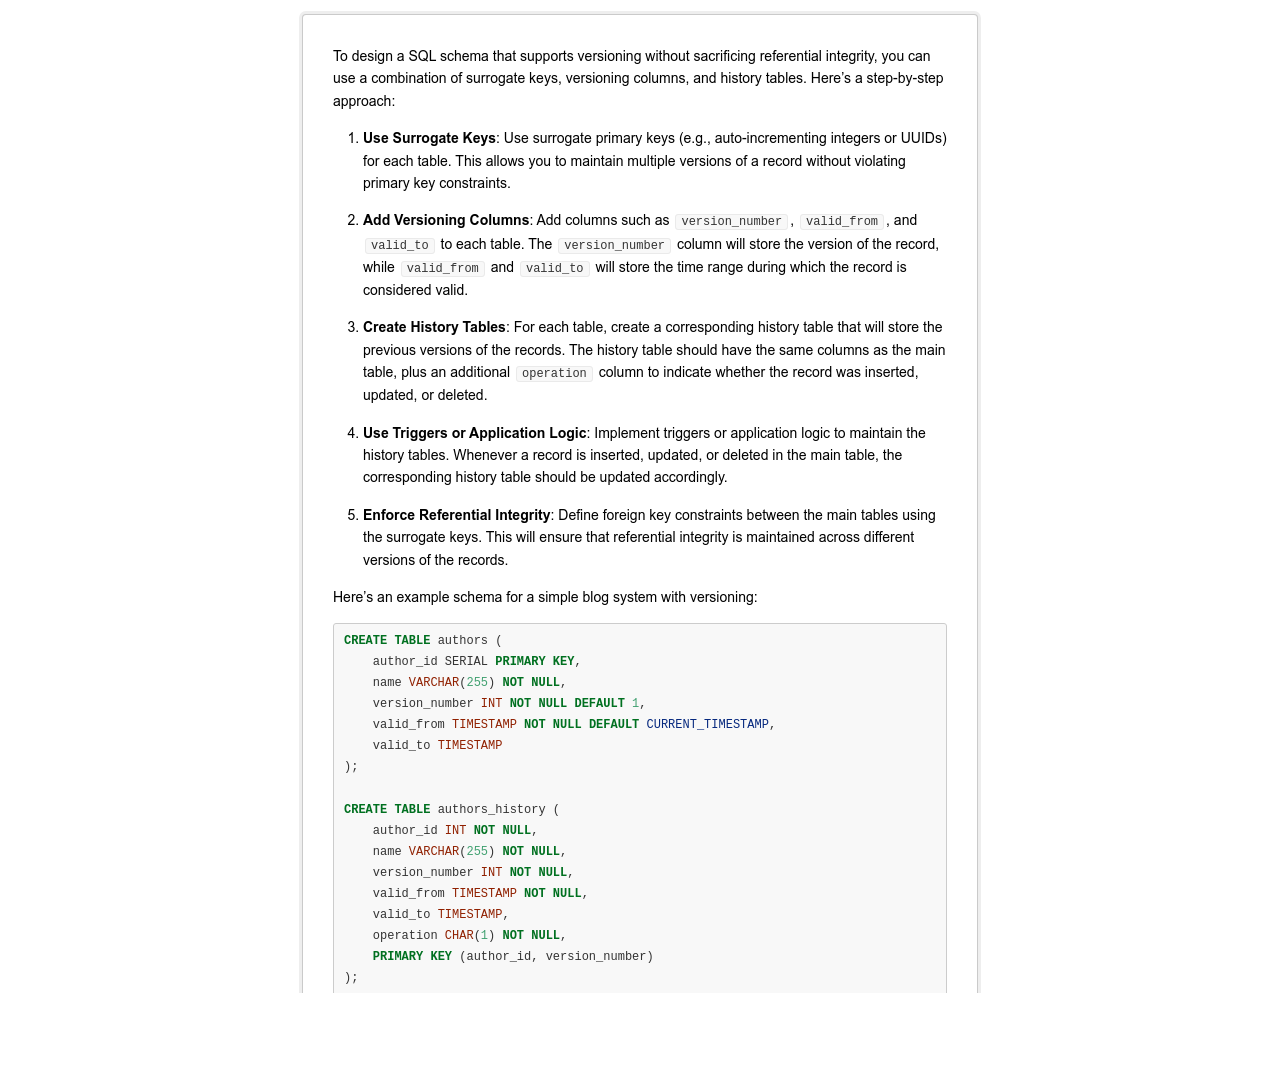 To design a SQL schema that supports versioning without sacrificing referential integrity, you can
use a combination of surrogate keys, versioning columns, and history tables. Here’s a step-by-step
approach:
1. Use Surrogate Keys: Use surrogate primary keys (e.g., auto-incrementing integers or UUIDs)
for each table. This allows you to maintain multiple versions of a record without violating
primary key constraints.
2. Add Versioning Columns: Add columns such as version_number, valid_from, and
valid_to to each table. The version_number column will store the version of the record,
while valid_from and valid_to will store the time range during which the record is
considered valid.
3. Create History Tables: For each table, create a corresponding history table that will store the
previous versions of the records. The history table should have the same columns as the main
table, plus an additional operation column to indicate whether the record was inserted,
updated, or deleted.
4. Use Triggers or Application Logic: Implement triggers or application logic to maintain the
history tables. Whenever a record is inserted, updated, or deleted in the main table, the
corresponding history table should be updated accordingly.
5. Enforce Referential Integrity: Define foreign key constraints between the main tables using
the surrogate keys. This will ensure that referential integrity is maintained across different
versions of the records.
Here’s an example schema for a simple blog system with versioning:
CREATE TABLE authors (
    author_id SERIAL PRIMARY KEY,
    name VARCHAR(255) NOT NULL,
    version_number INT NOT NULL DEFAULT 1,
    valid_from TIMESTAMP NOT NULL DEFAULT CURRENT_TIMESTAMP,
    valid_to TIMESTAMP
);

CREATE TABLE authors_history (
    author_id INT NOT NULL,
    name VARCHAR(255) NOT NULL,
    version_number INT NOT NULL,
    valid_from TIMESTAMP NOT NULL,
    valid_to TIMESTAMP,
    operation CHAR(1) NOT NULL,
    PRIMARY KEY (author_id, version_number)
);